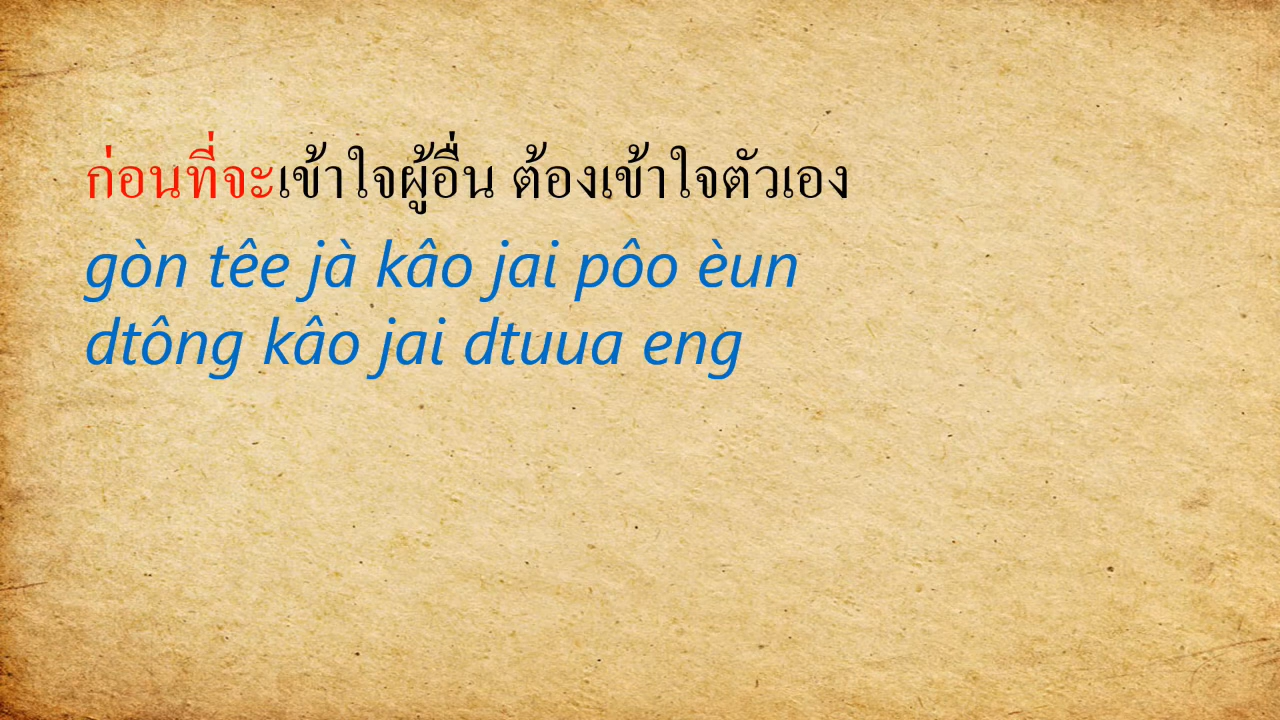 ก่อนที่จะเข้าใจผู้อื่น ต้องเข้าใจตัวเอง
gòn têe jà kâo jai pôo èun
dtông kâo jai dtuua eng